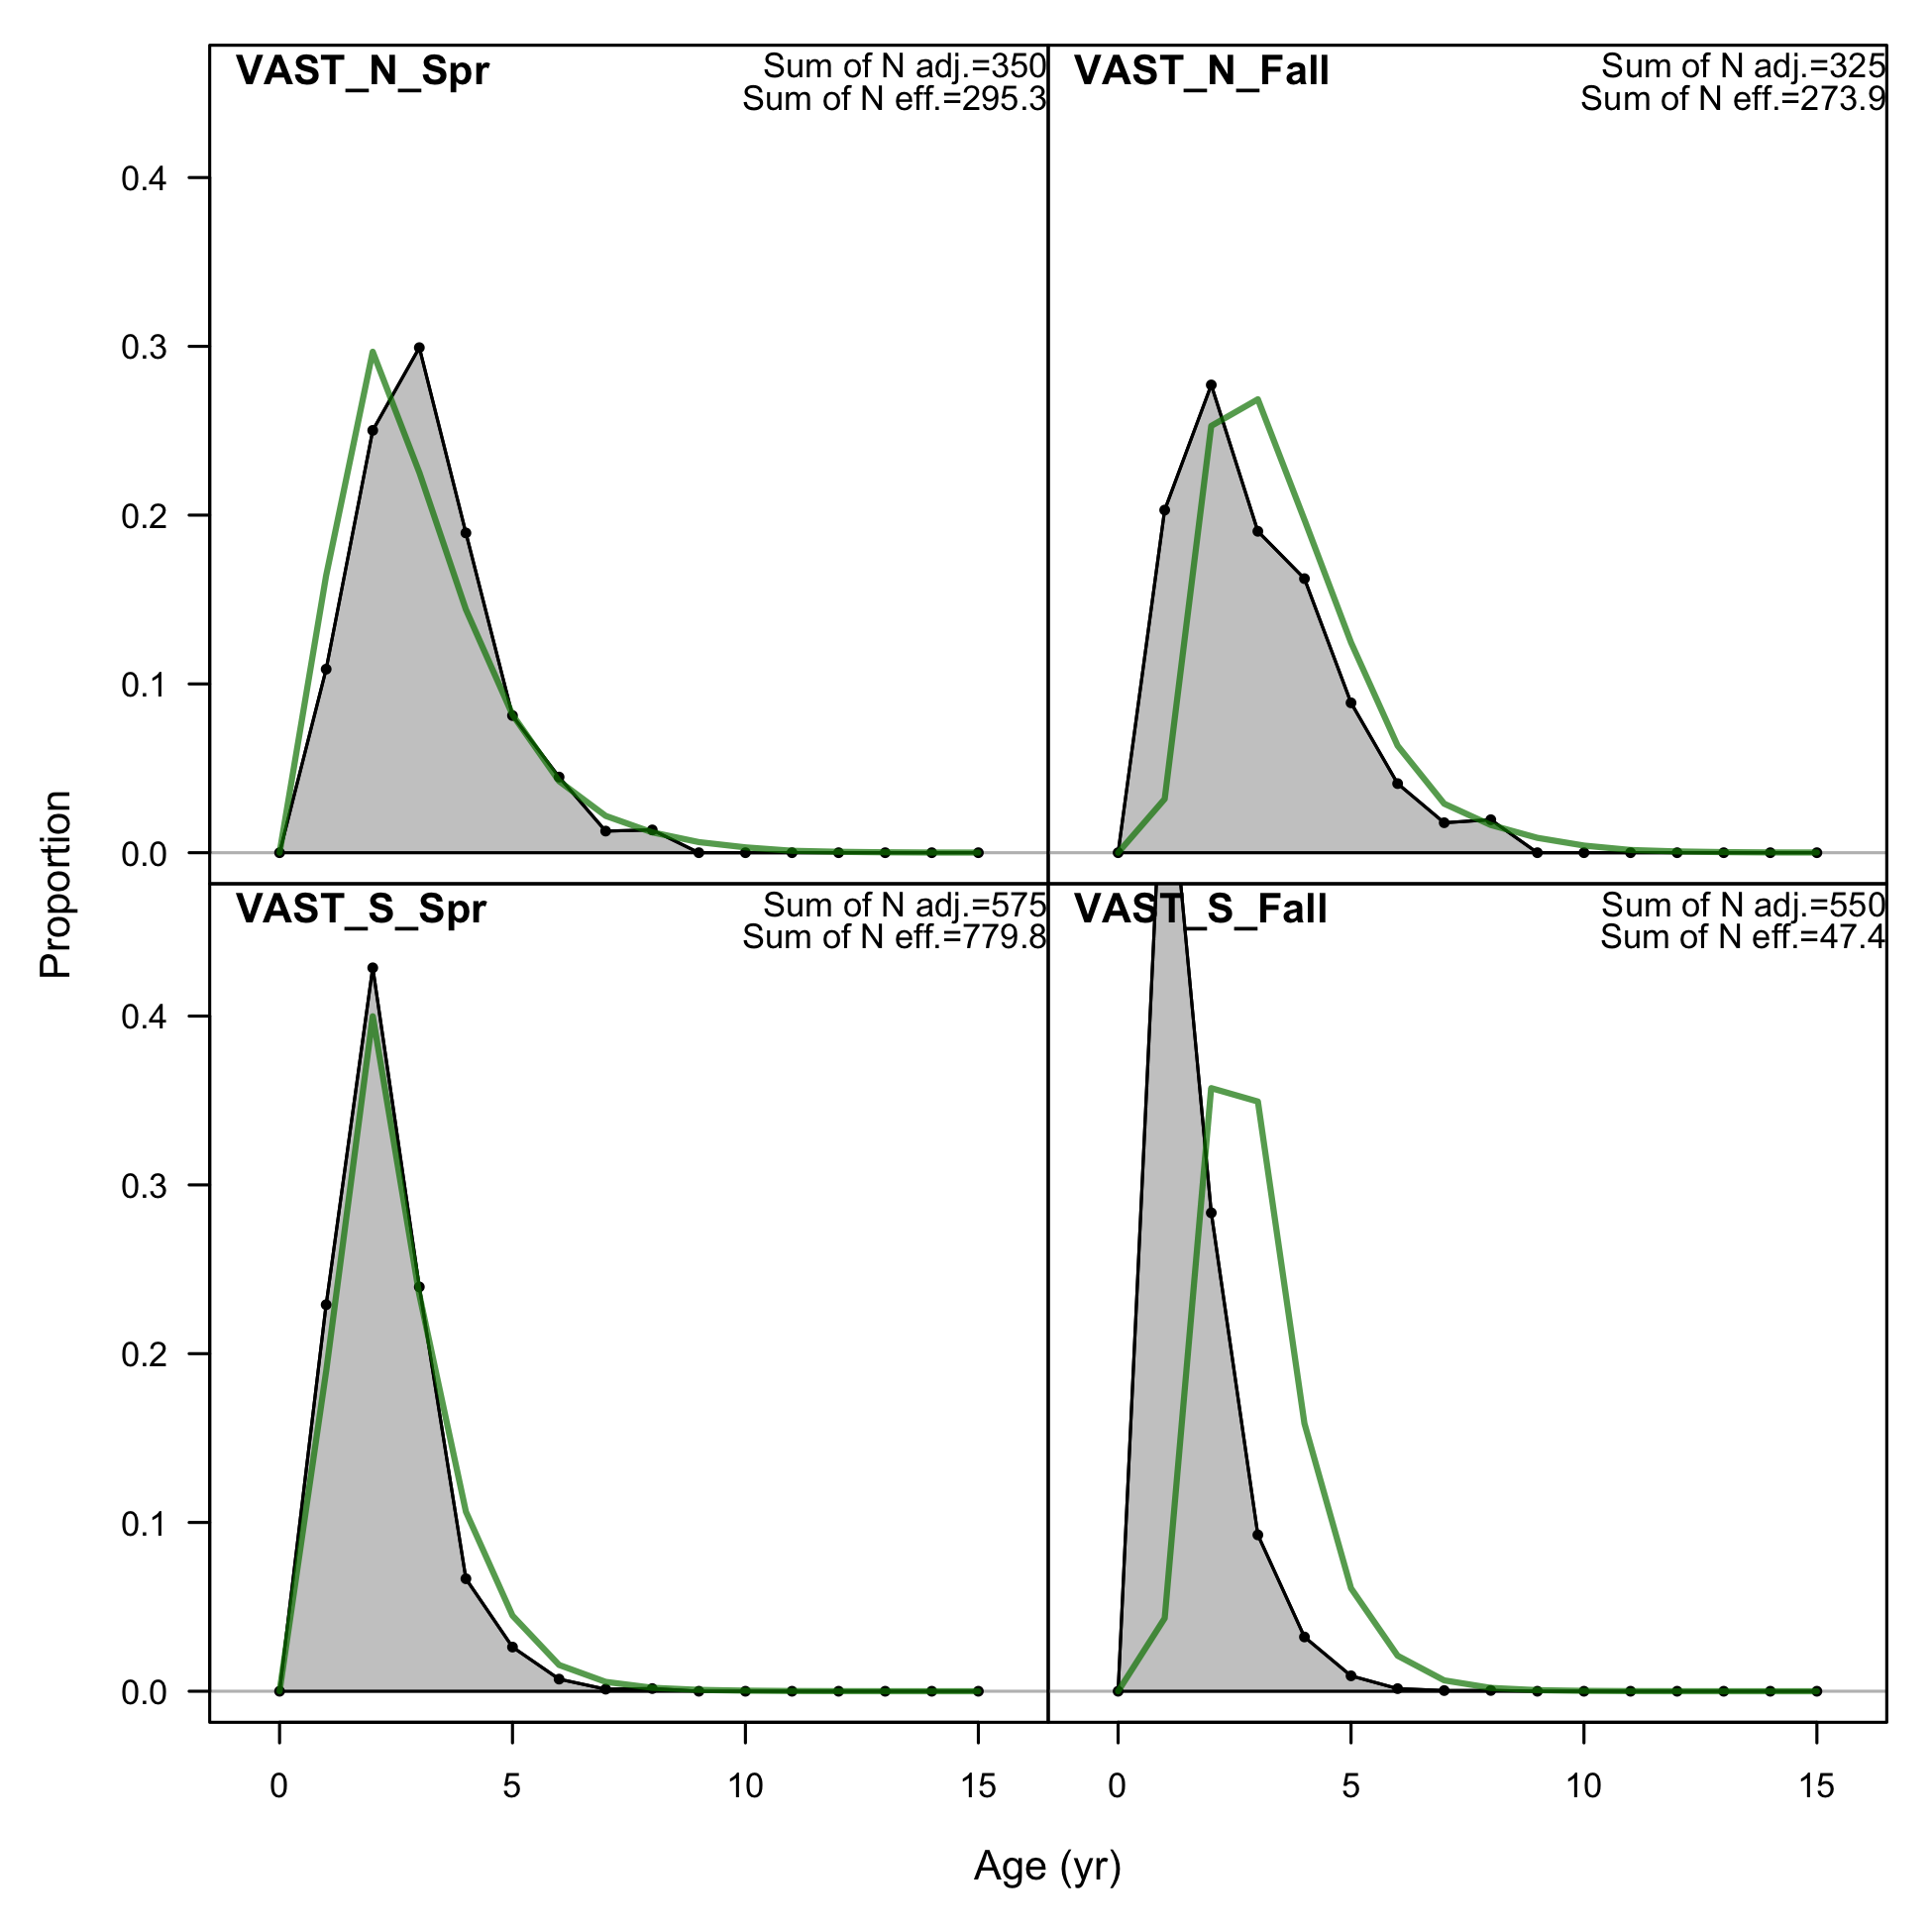 VAST_N_Spr
Sum of N adj.=350
Sum of N eff.=295.3
VAST_N_Fall
Sum of N adj.=325
Sum of N eff.=273.9
0.4
0.3
0.2
0.1
0.0
VAST_S_Spr
Sum of N adj.=575
Sum of N eff.=779.8
VAST_S_Fall
Sum of N adj.=550
Sum of N eff.=47.4
0.4
0.3
0.2
0.1
0.0
Proportion
0 5 10 15
0 5 10 15
Age (yr)